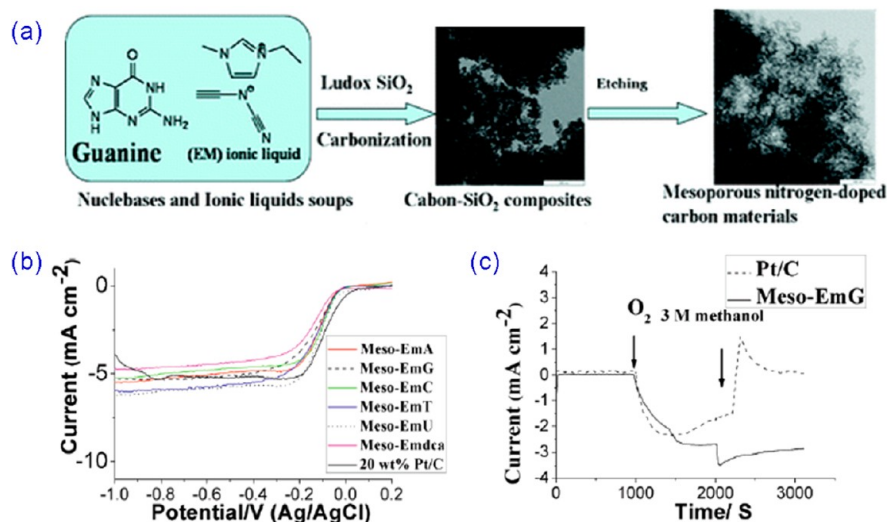 (a)
O
N
NH
N
H
N
NH₂
Guanine
N
N
N
N
(EM) ionic liquid
Nuclebases and Ionic liquids soups
Ludox SiO₂
Carbonization
Cabon-SiO₂ composites
Etching
Mesoporous nitrogen-doped
carbon materials
(b)
Current (mA cm⁻²)
0
-5
-10
Meso-EmA
Meso-EmG
Meso-EmC
Meso-EmT
Meso-EmU
Meso-Emdca
20 wt% Pt/C
-1.0 -0.8 -0.6 -0.4 -0.2 0.0 0.2
Potential/V (Ag/AgCl)
(c)
Current (mA cm⁻²)
4
3
2
1
0
-1
-2
-3
-4
Pt/C
Meso-EmG
O₂ 3 M methanol
0 1000 2000 3000
Time/ S